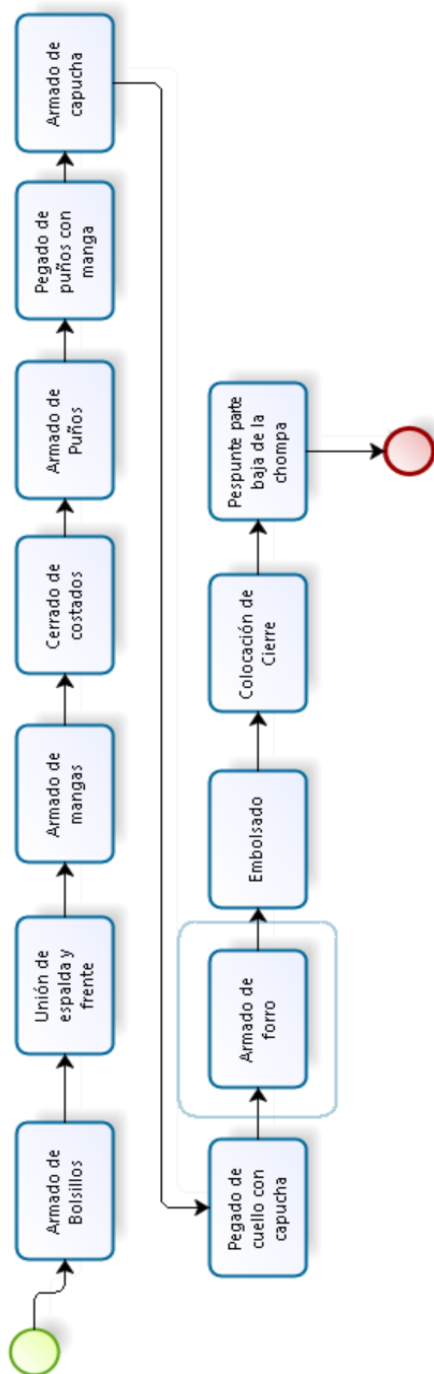 Armado de
Bolsillos
Unión de
espalda y
frente
Armado de
mangas
Cerrado de
costados
Armado de
Puños
Pegado de
puños con
manga
Armado de
capucha
Pegado de
cuello con
capucha
Armado de
forro
Embolsado
Colocación de
Cierre
Pespunte parte
baja de la
chompa